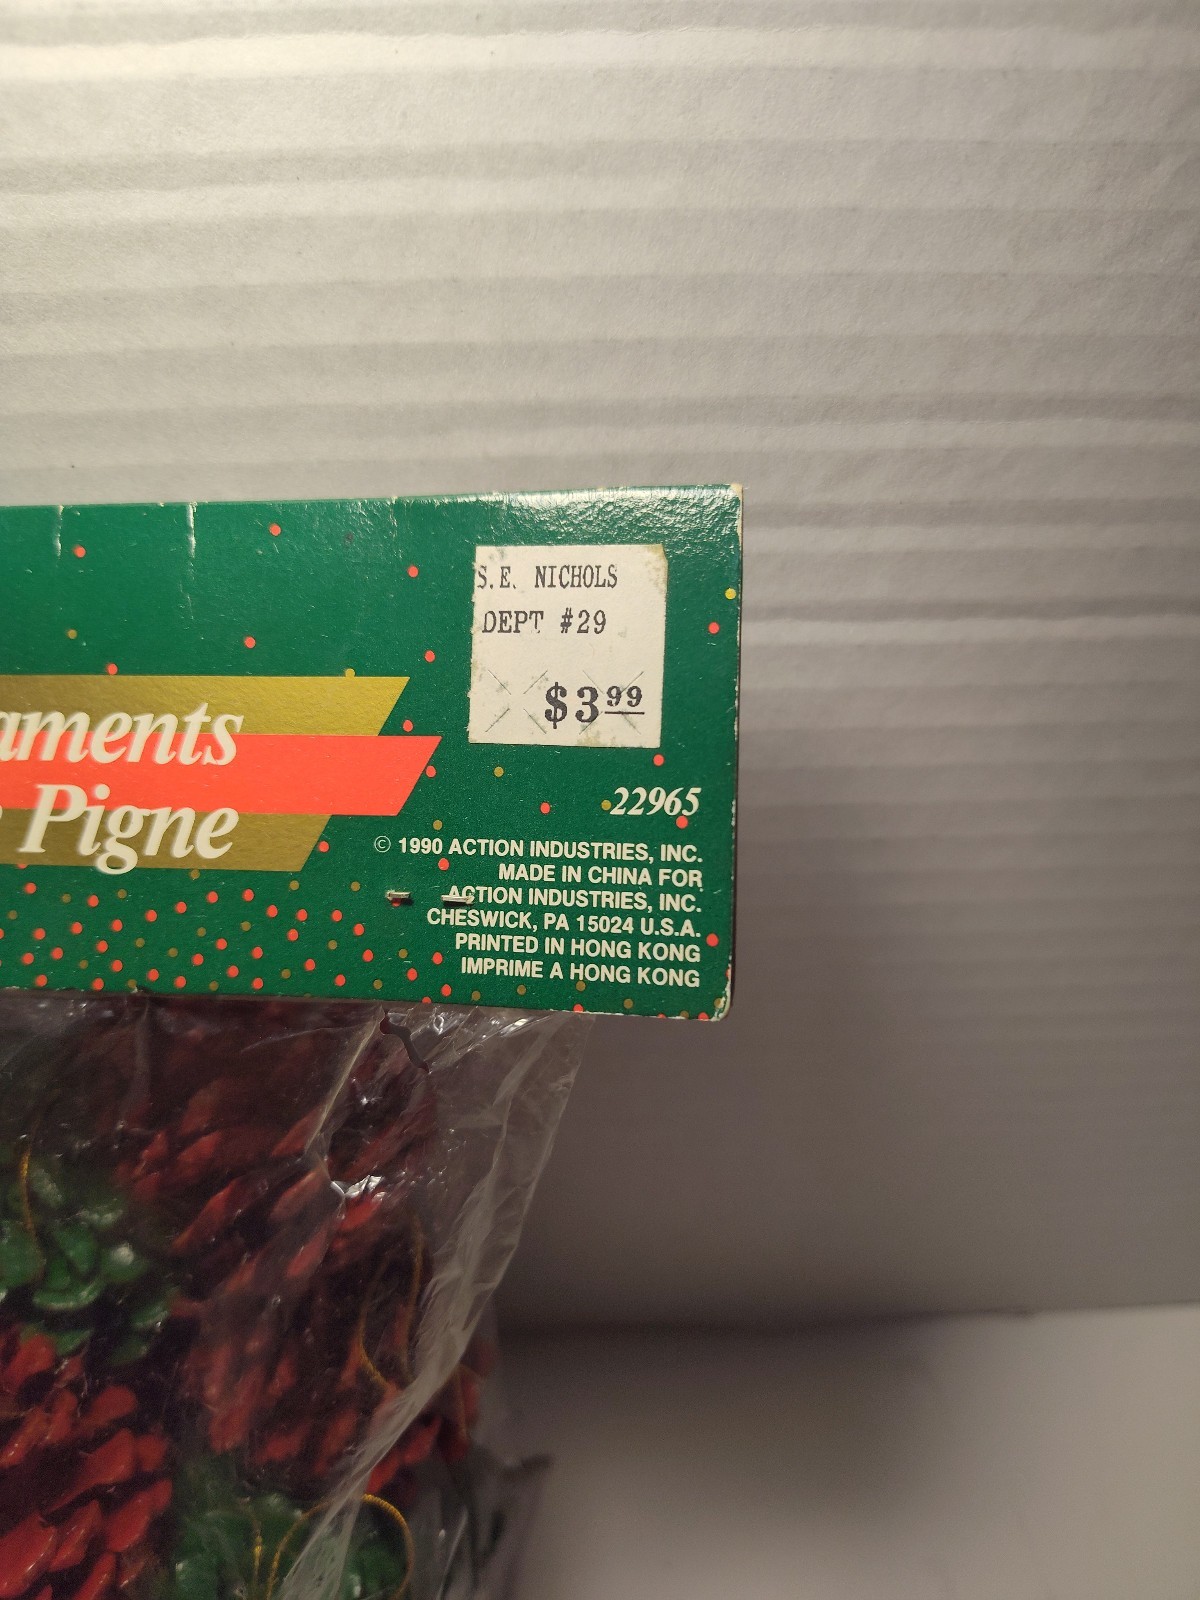 S.E. NICHOLS
DEPT #29
$3.99
aments
Pigne
22965
© 1990 ACTION INDUSTRIES, INC.
MADE IN CHINA FOR
ACTION INDUSTRIES, INC.
CHESWICK, PA 15024 U.S.A.
PRINTED IN HONG KONG
IMPRIME A HONG KONG